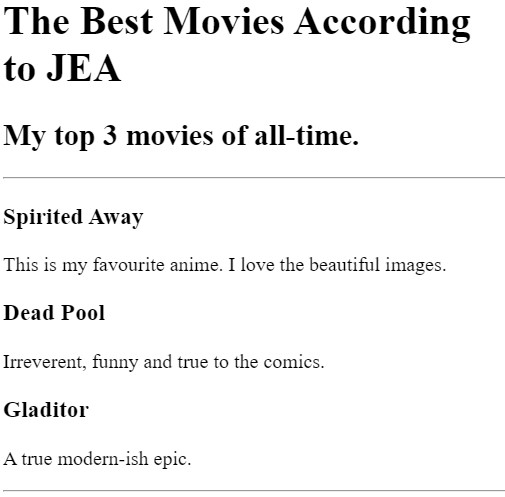 The Best Movies According
to JEA
My top 3 movies of all-time.
Spirited Away
This is my favourite anime. I love the beautiful images.
Dead Pool
Irreverent, funny and true to the comics.
Gladitor
A true modern-ish epic.